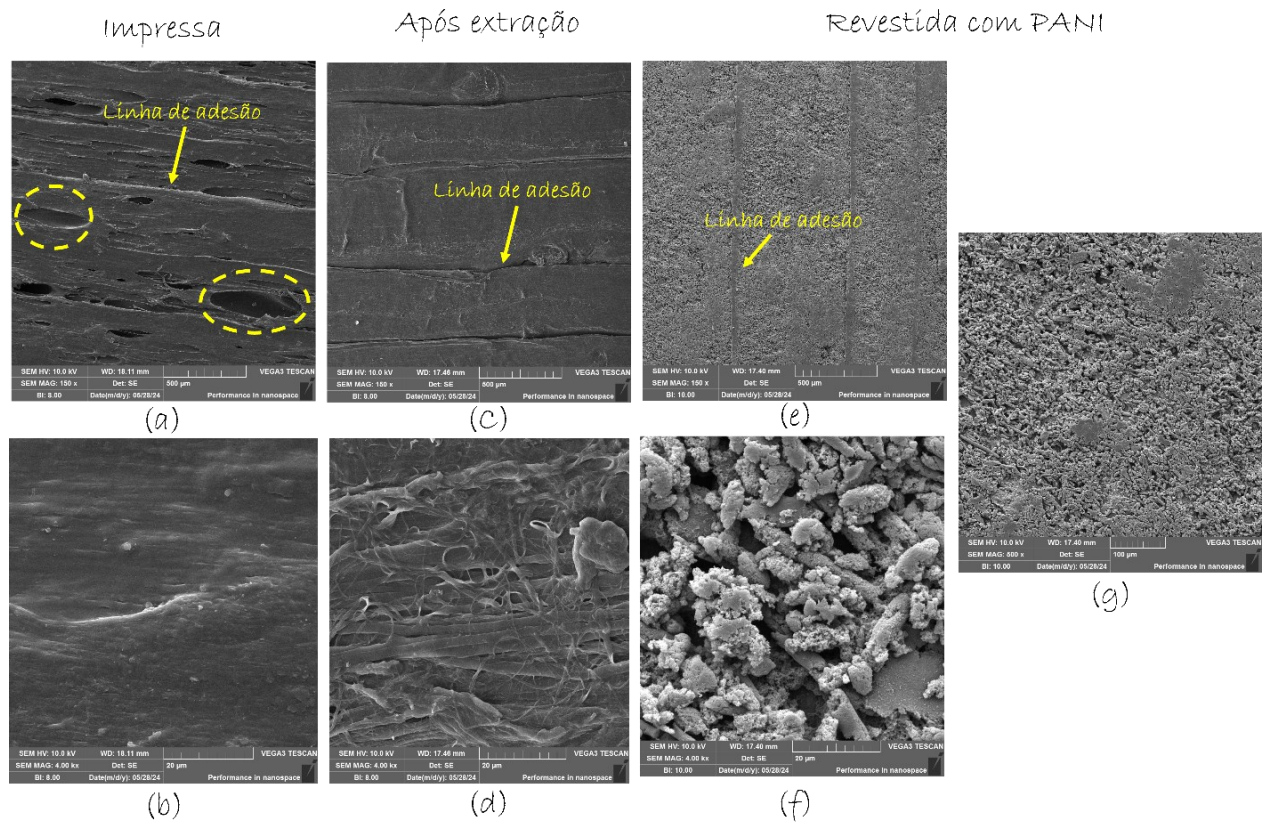 Impressa
Após extração
Revestida com PANI
Linha de adesão
SEM HV: 10.0 kV WD: 18.11 mm VEGA3 TESCAN
SEM MAG: 150 x Det: SE 500 µm
BI: 8.00 Date(m/d/y): 05/28/24 Performance in nanospace
(a)
Linha de adesão
SEM HV: 10.0 kV WD: 17.46 mm VEGA3 TESCAN
SEM MAG: 150 x Det: SE 500 µm
BI: 8.00 Date(m/d/y): 05/28/24 Performance in nanospace
(c)
Linha de adesão
SEM HV: 10.0 kV WD: 17.40 mm VEGA3 TESCAN
SEM MAG: 150 x Det: SE 500 µm
BI: 10.00 Date(m/d/y): 05/28/24 Performance in nanospace
(e)
SEM HV: 10.0 kV WD: 18.11 mm VEGA3 TESCAN
SEM MAG: 4.00 kx Det: SE 20 µm
BI: 8.00 Date(m/d/y): 05/28/24 Performance in nanospace
(b)
SEM HV: 10.0 kV WD: 17.46 mm VEGA3 TESCAN
SEM MAG: 4.00 kx Det: SE 20 µm
BI: 8.00 Date(m/d/y): 05/28/24 Performance in nanospace
(d)
SEM HV: 10.0 kV WD: 17.40 mm VEGA3 TESCAN
SEM MAG: 4.00 kx Det: SE 20 µm
BI: 10.00 Date(m/d/y): 05/28/24 Performance in nanospace
(f)
SEM HV: 10.0 kV WD: 17.40 mm VEGA3 TESCAN
SEM MAG: 500 x Det: SE 100 µm
BI: 10.00 Date(m/d/y): 05/28/24 Performance in nanospace
(g)